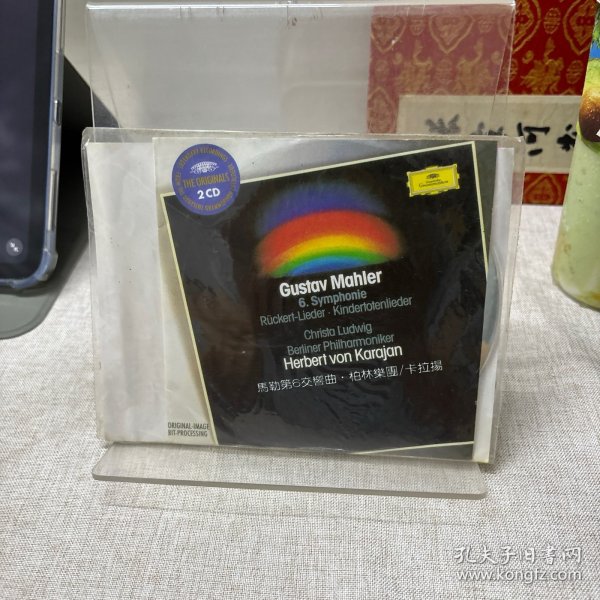 THE ORIGINALS
2 CD
Deutsche
Grammophon
Gustav Mahler
6. Symphonie
Rückert-Lieder · Kindertotenlieder
Christa Ludwig
Berliner Philharmoniker
Herbert von Karajan
馬勒第6交響曲·柏林樂團/卡拉揚
ORIGINAL-IMAGE
BIT-PROCESSING
孔夫子旧书网
www.kongfz.com